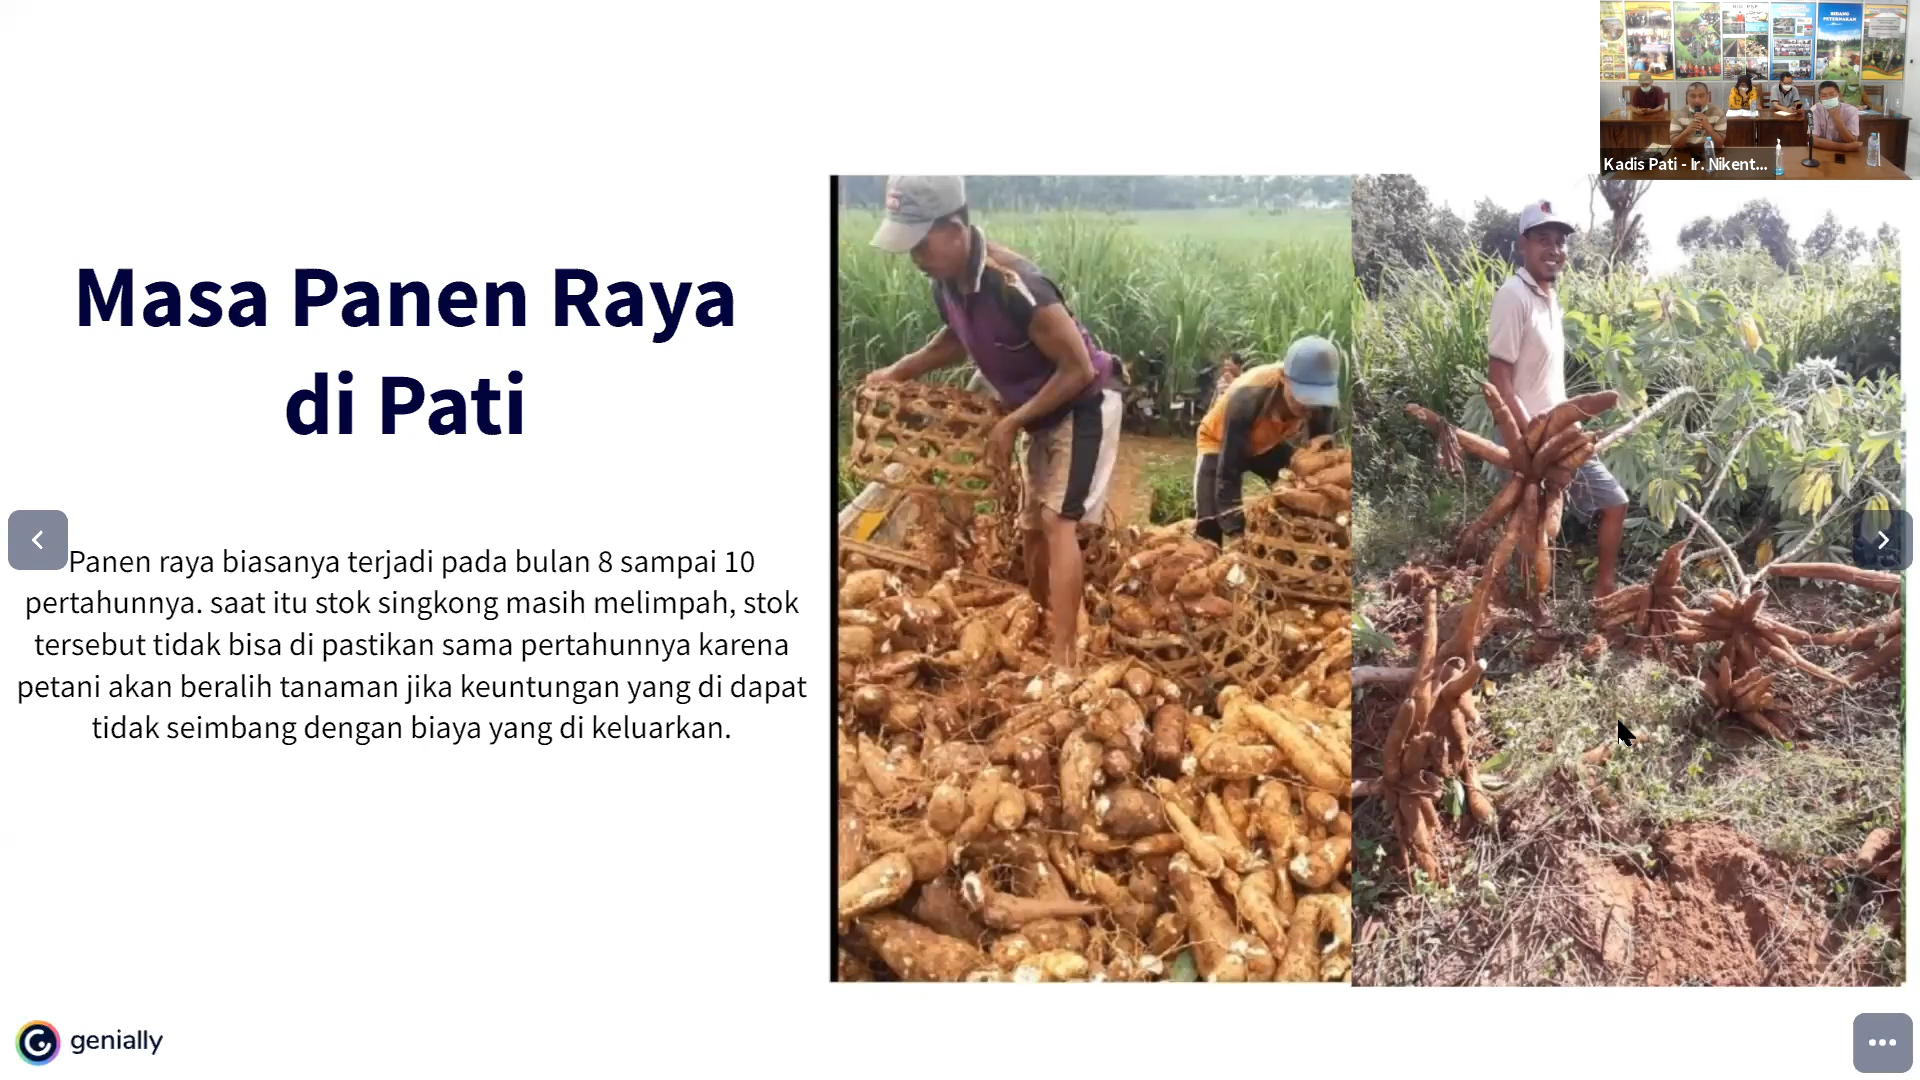 Masa Panen Raya
di Pati
Panen raya biasanya terjadi pada bulan 8 sampai 10
pertahunnya. saat itu stok singkong masih melimpah, stok
tersebut tidak bisa di pastikan sama pertahunnya karena
petani akan beralih tanaman jika keuntungan yang di dapat
tidak seimbang dengan biaya yang di keluarkan.
BIDANG
PETERNAKAN
Kadis Pati - Ir. Nikent...
genially